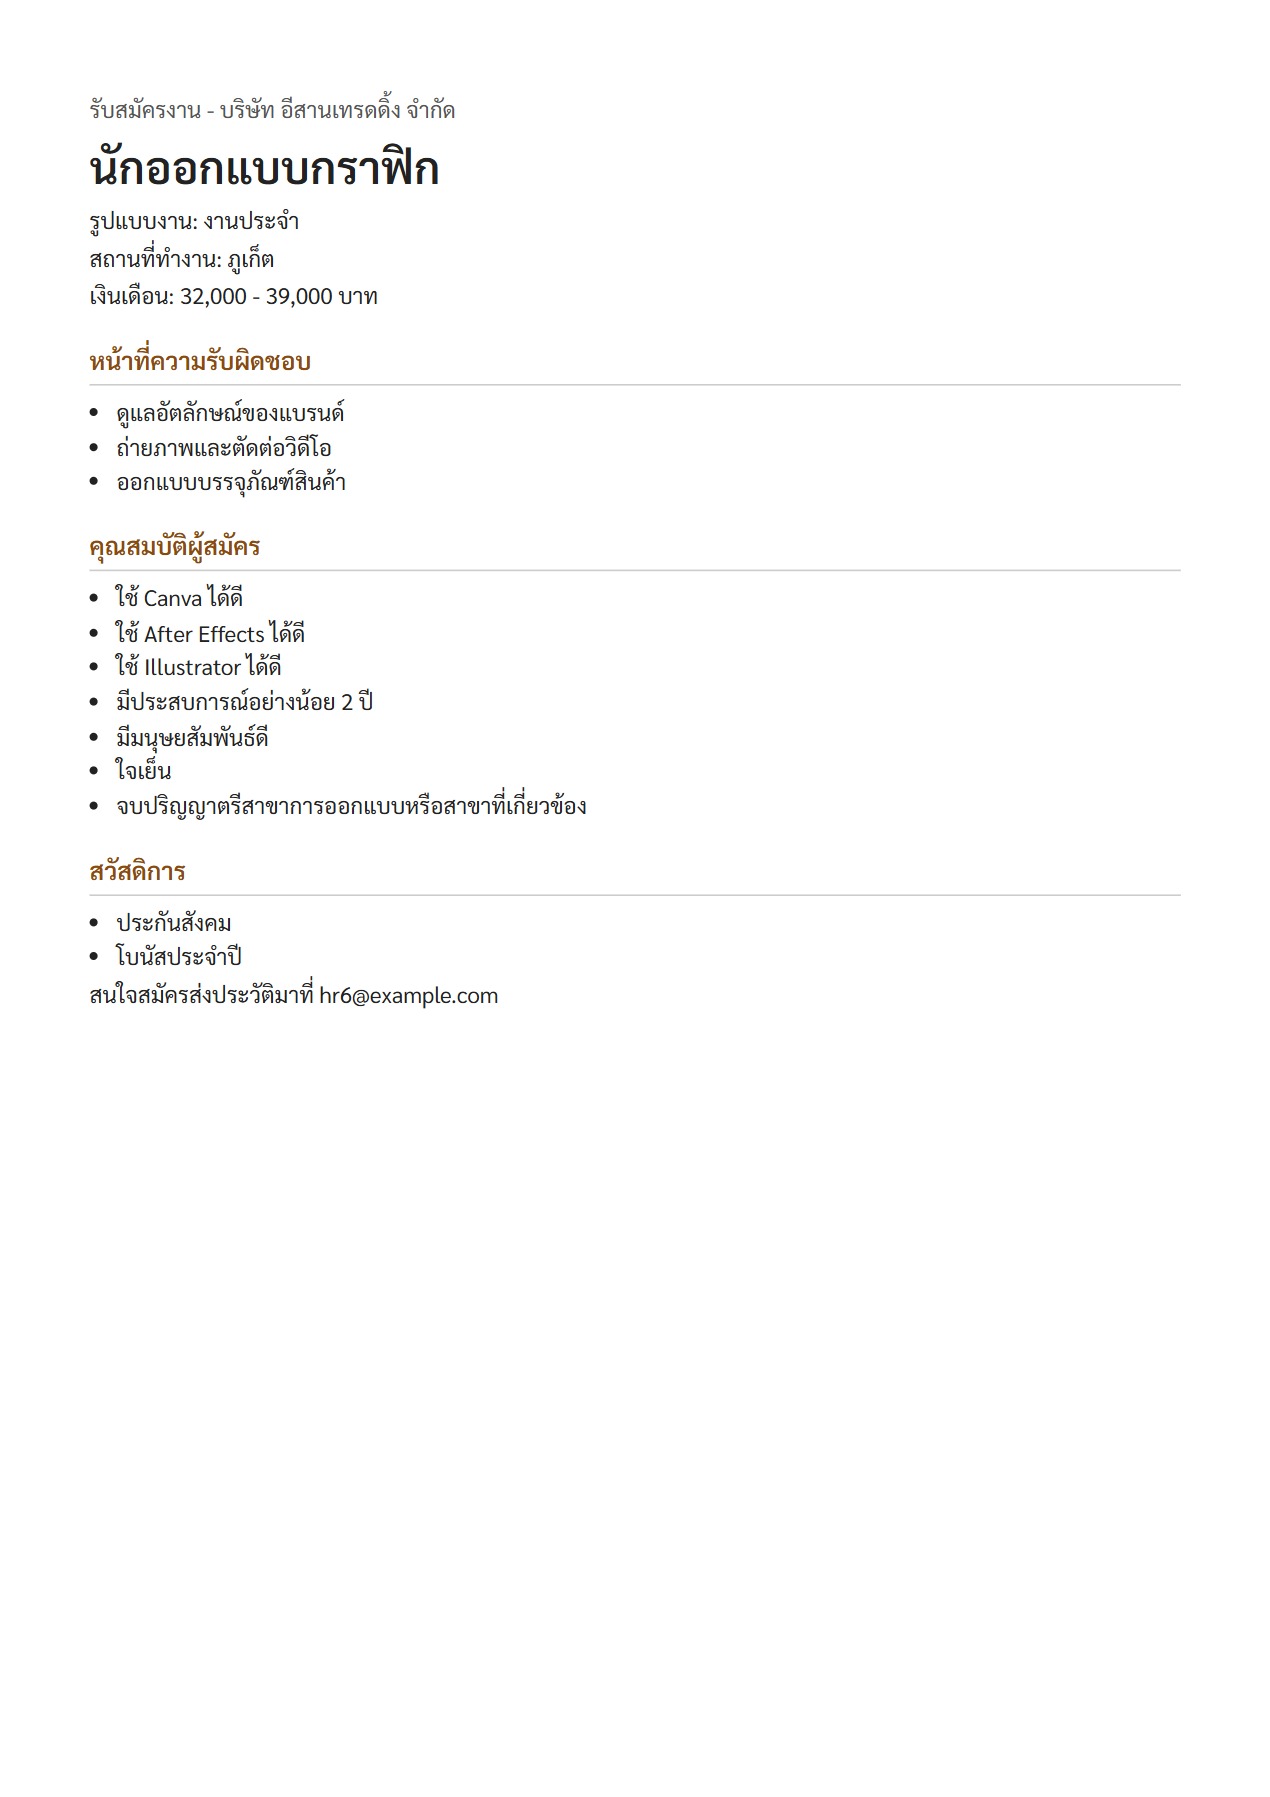 รับสมัครงาน - บริษัท อีสานเทรดดิ้ง จำกัด
นักออกแบบกราฟิก
รูปแบบงาน: งานประจำ
สถานที่ทำงาน: ภูเก็ต
เงินเดือน: 32,000 - 39,000 บาท
หน้าที่ความรับผิดชอบ
• ดูแลอัตลักษณ์ของแบรนด์
• ถ่ายภาพและตัดต่อวิดีโอ
• ออกแบบบรรจุภัณฑ์สินค้า
คุณสมบัติผู้สมัคร
• ใช้ Canva ได้ดี
• ใช้ After Effects ได้ดี
• ใช้ Illustrator ได้ดี
• มีประสบการณ์อย่างน้อย 2 ปี
• มีมนุษยสัมพันธ์ดี
• ใจเย็น
• จบปริญญาตรีสาขาการออกแบบหรือสาขาที่เกี่ยวข้อง
สวัสดิการ
• ประกันสังคม
• โบนัสประจำปี
สนใจสมัครส่งประวัติมาที่ hr6@example.com